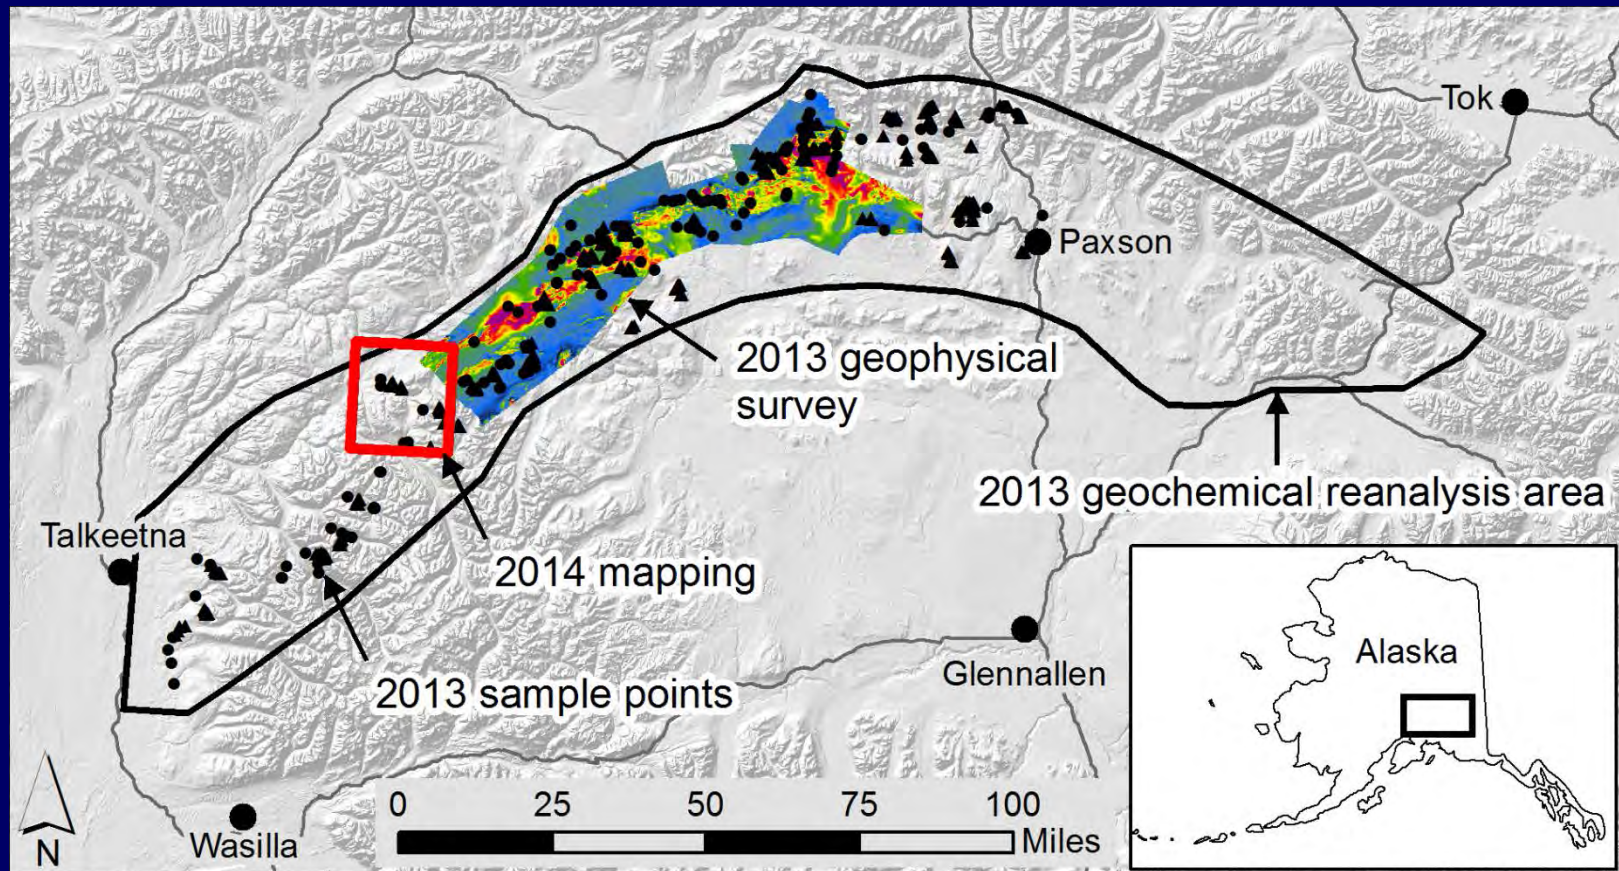 Tok
Paxson
2013 geophysical
survey
2013 geochemical reanalysis area
Talkeetna
2014 mapping
Alaska
Glennallen
2013 sample points
0 25 50 75 100
Miles
Wasilla
N